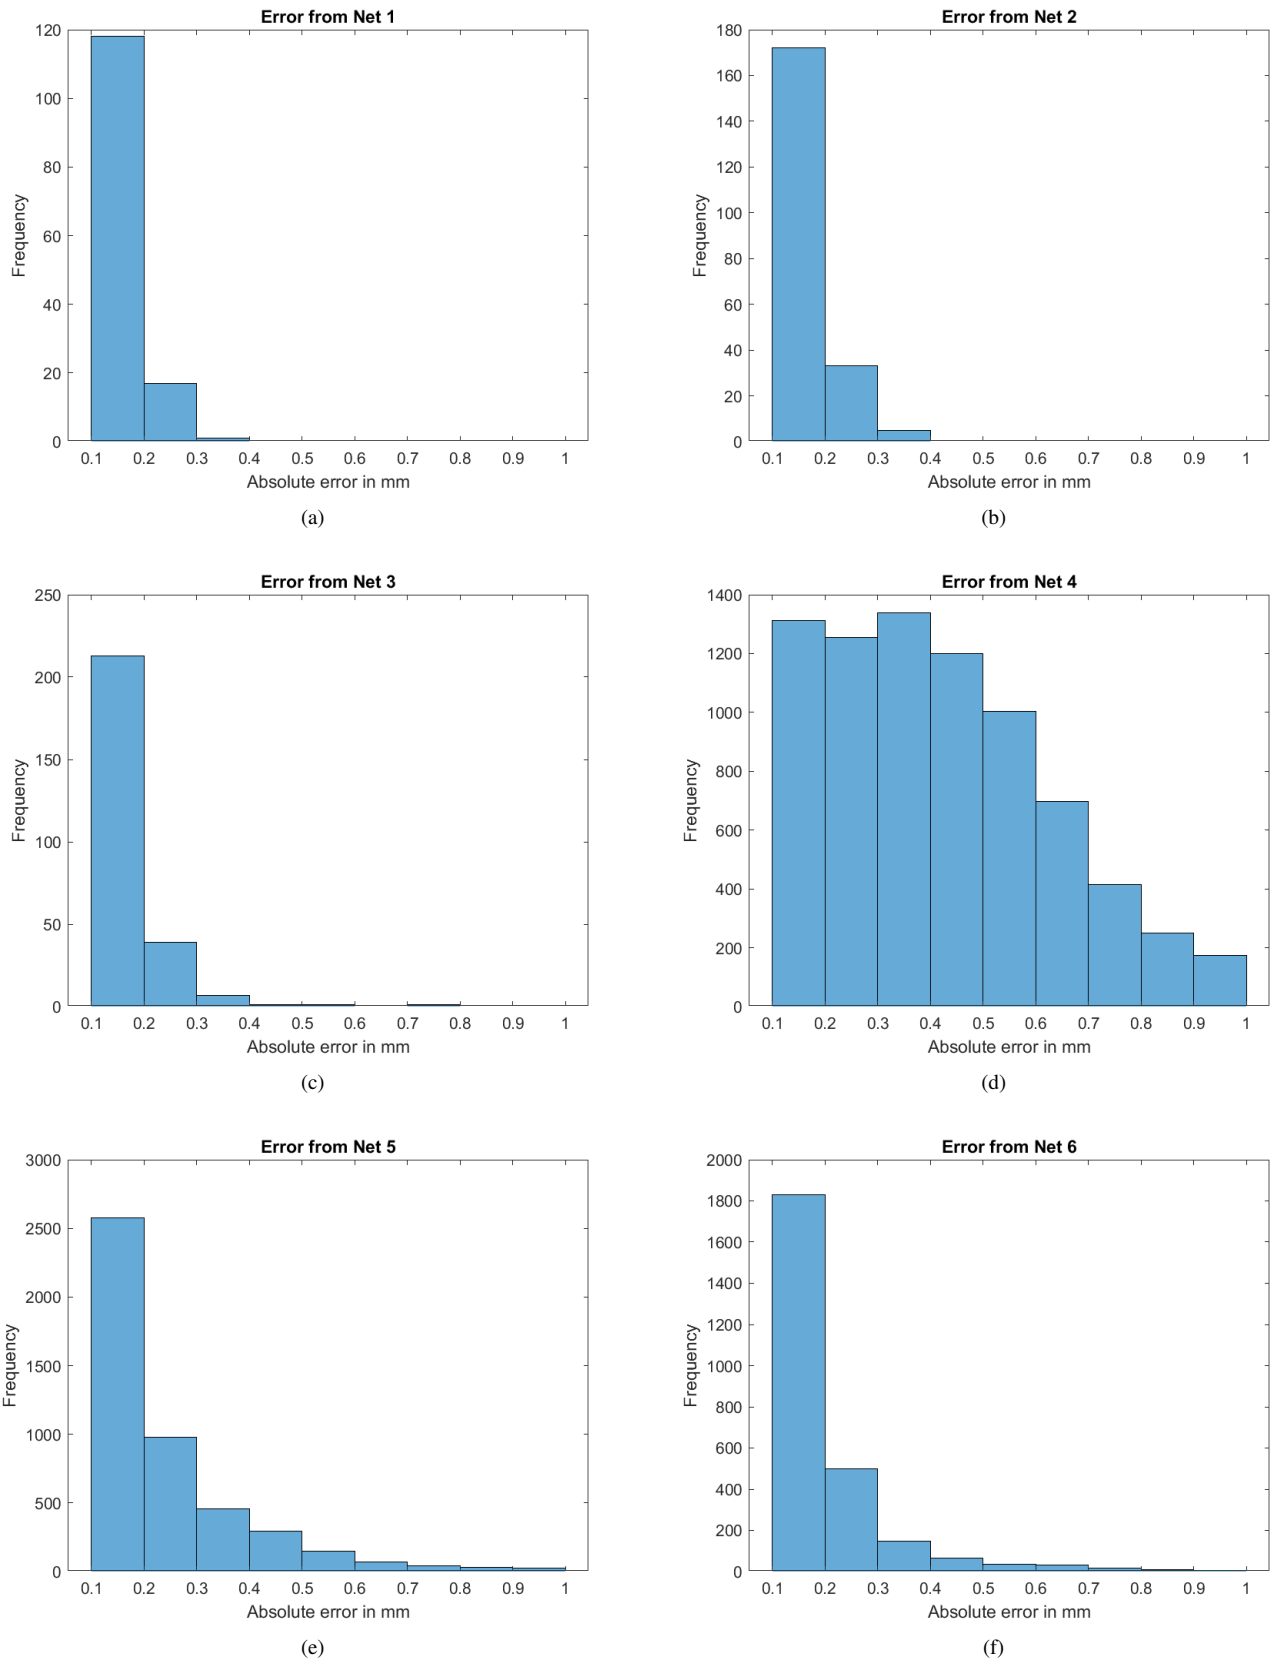 Error from Net 1
120
100
80
60
40
20
0
Frequency
0.1 0.2 0.3 0.4 0.5 0.6 0.7 0.8 0.9 1
Absolute error in mm
(a)
Error from Net 2
180
160
140
120
100
80
60
40
20
0
Frequency
0.1 0.2 0.3 0.4 0.5 0.6 0.7 0.8 0.9 1
Absolute error in mm
(b)
Error from Net 3
250
200
150
100
50
0
Frequency
0.1 0.2 0.3 0.4 0.5 0.6 0.7 0.8 0.9 1
Absolute error in mm
(c)
Error from Net 4
1400
1200
1000
800
600
400
200
0
Frequency
0.1 0.2 0.3 0.4 0.5 0.6 0.7 0.8 0.9 1
Absolute error in mm
(d)
Error from Net 5
3000
2500
2000
1500
1000
500
0
Frequency
0.1 0.2 0.3 0.4 0.5 0.6 0.7 0.8 0.9 1
Absolute error in mm
(e)
Error from Net 6
2000
1800
1600
1400
1200
1000
800
600
400
200
0
Frequency
0.1 0.2 0.3 0.4 0.5 0.6 0.7 0.8 0.9 1
Absolute error in mm
(f)